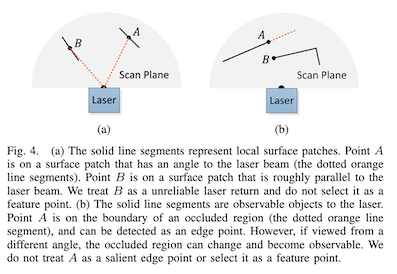 B
A
Scan Plane
Laser
(a)
A
B
Scan Plane
Laser
(b)
Fig. 4. (a) The solid line segments represent local surface patches. Point A
is on a surface patch that has an angle to the laser beam (the dotted orange
line segments). Point B is on a surface patch that is roughly parallel to the
laser beam. We treat B as a unreliable laser return and do not select it as a
feature point. (b) The solid line segments are observable objects to the laser.
Point A is on the boundary of an occluded region (the dotted orange line
segment), and can be detected as an edge point. However, if viewed from a
different angle, the occluded region can change and become observable. We
do not treat A as a salient edge point or select it as a feature point.